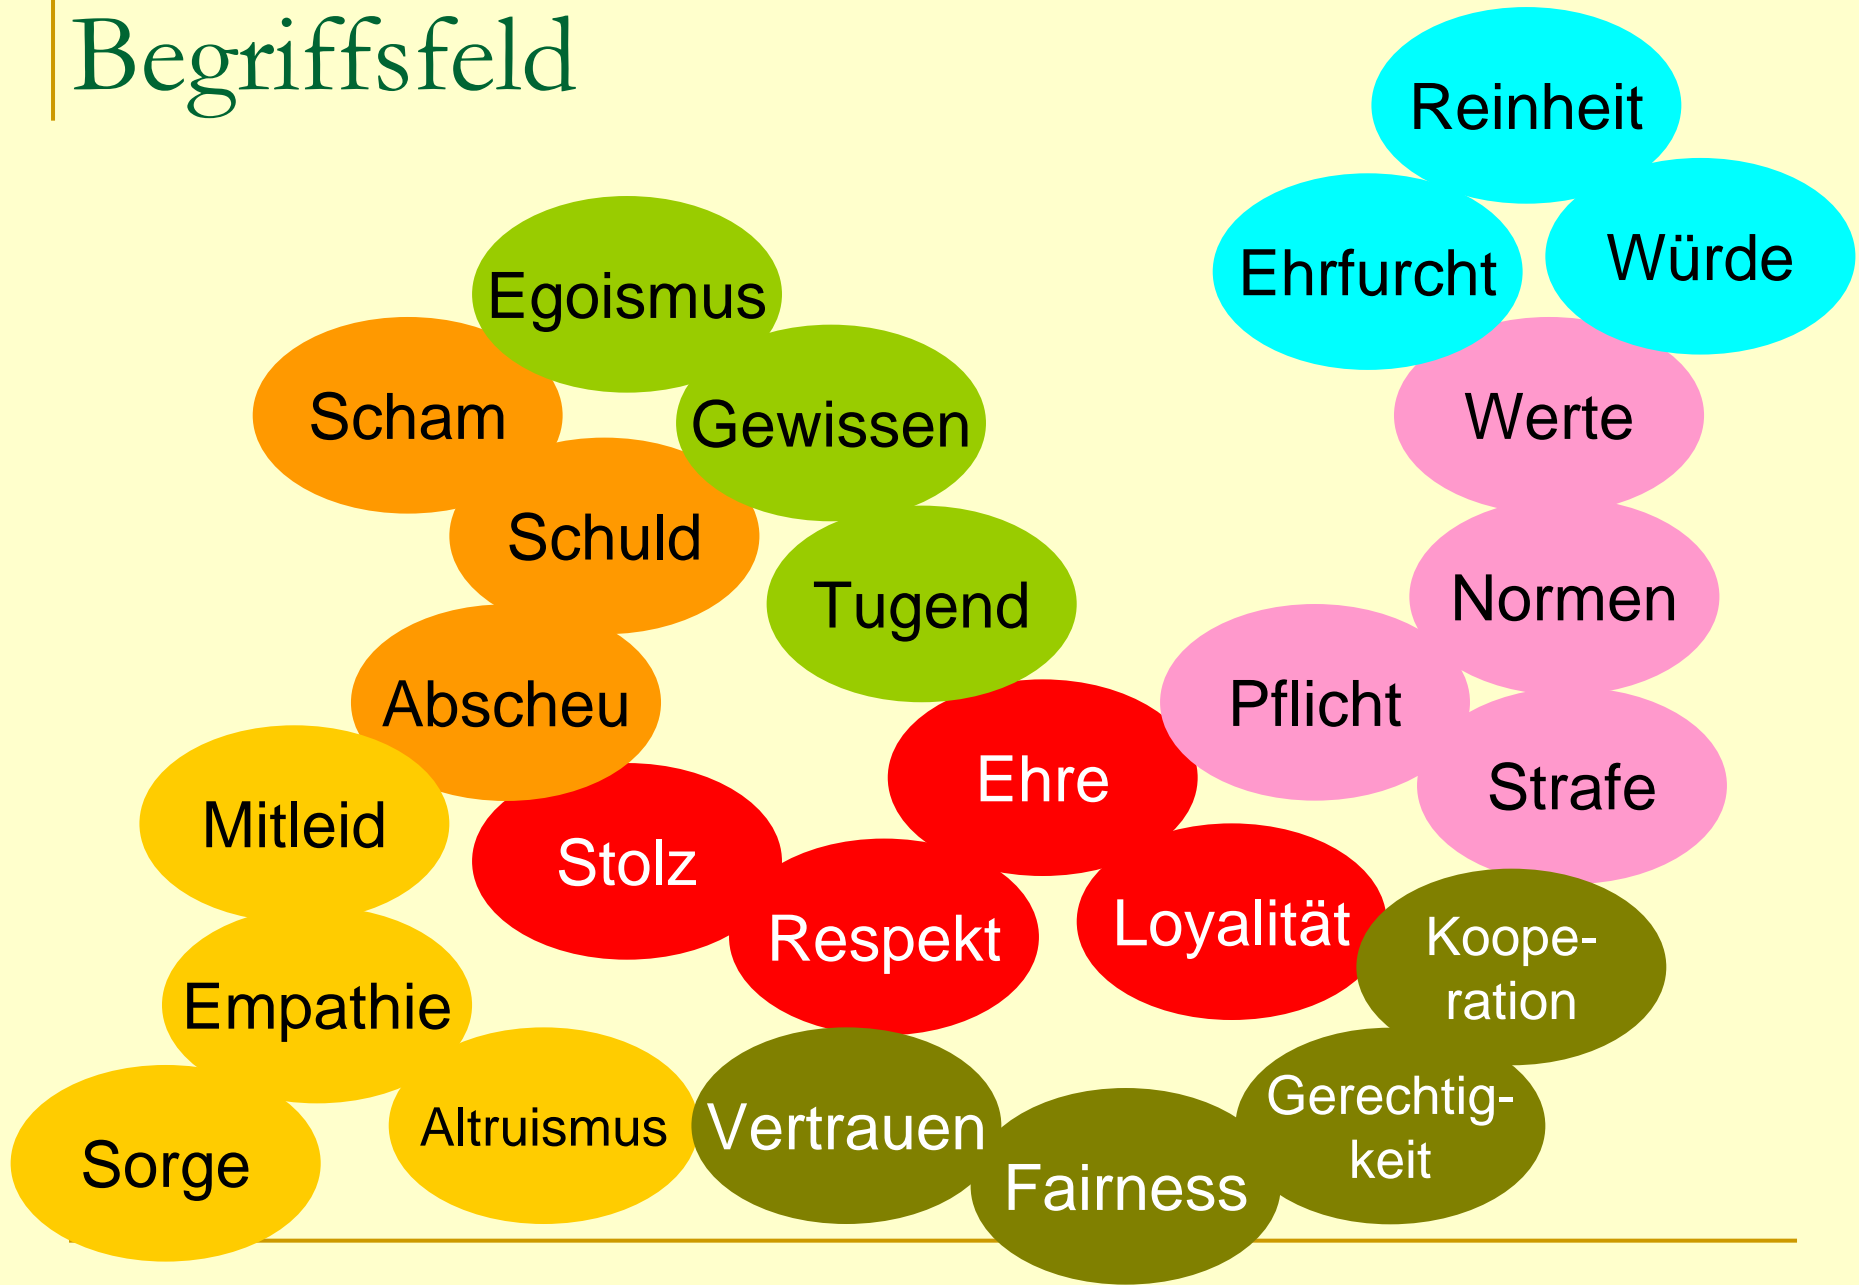 Begriffsfeld
Reinheit
Ehrfurcht
Würde
Egoismus
Scham
Gewissen
Werte
Schuld
Tugend
Normen
Abscheu
Pflicht
Ehre
Strafe
Mitleid
Stolz
Respekt
Loyalität
Koope-
ration
Empathie
Altruismus
Vertrauen
Gerechtig-
keit
Sorge
Fairness